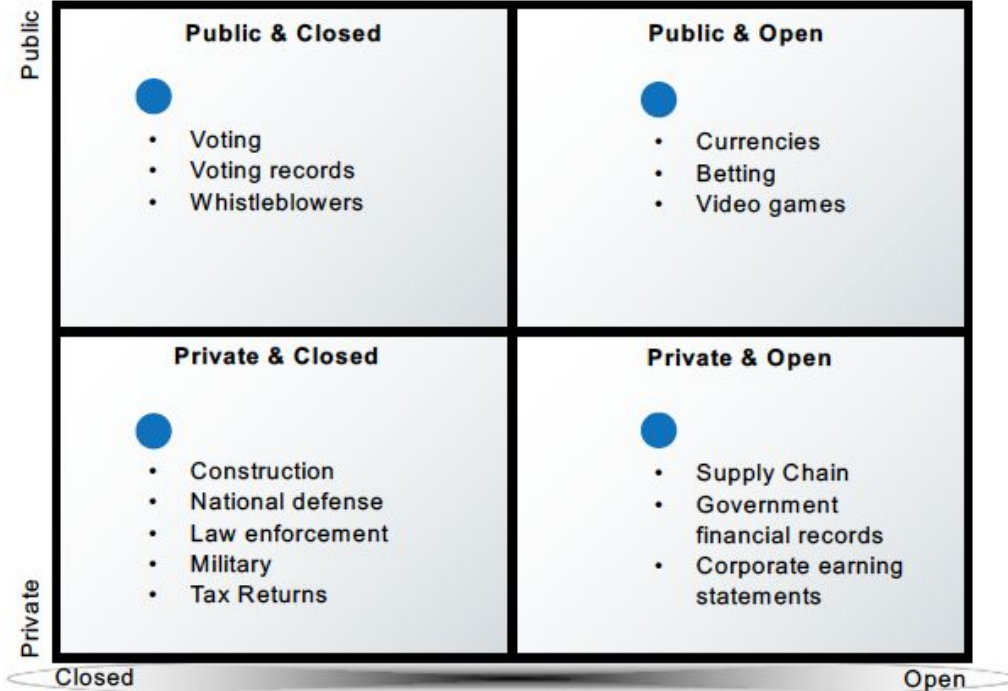 Public
Public & Closed
• Voting
• Voting records
• Whistleblowers
Public & Open
• Currencies
• Betting
• Video games
Private & Closed
• Construction
• National defense
• Law enforcement
• Military
• Tax Returns
Private & Open
• Supply Chain
• Government
financial records
• Corporate earning
statements
Private
Closed
Open